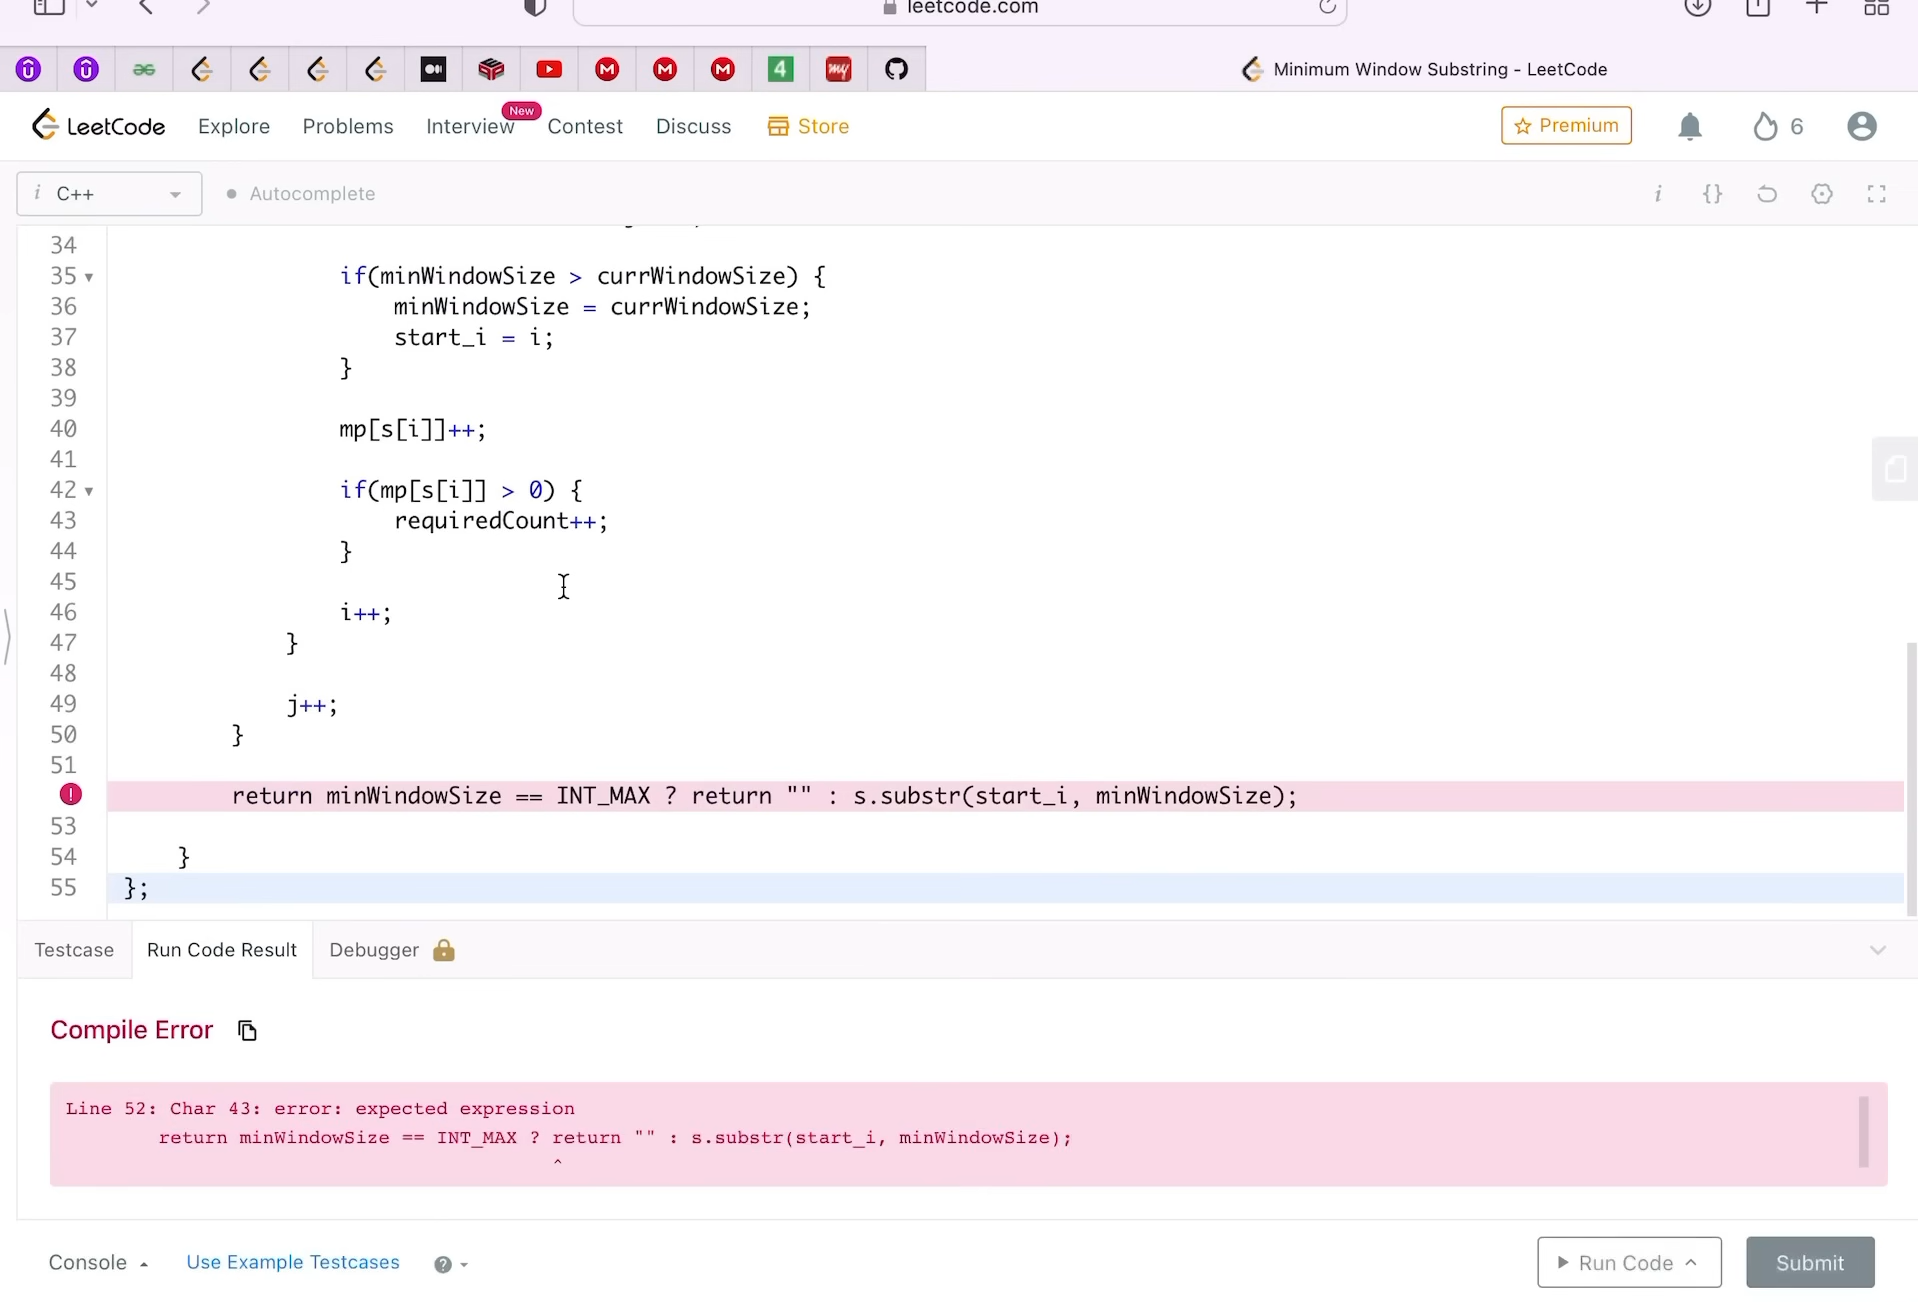 leetcode.com
my
4
Minimum Window Substring - LeetCode
LeetCode Explore Problems Interview New Contest Discuss Store Premium 6
i C++ Autocomplete i {}
34
35 if(minWindowSize > currWindowSize) {
36 minWindowSize = currWindowSize;
37 start_i = i;
38 }
39
40 mp[s[i]]++;
41
42 if(mp[s[i]] > 0) {
43 requiredCount++;
44 }
45
46 i++;
47 }
48
49 j++;
50 }
51
return minWindowSize == INT_MAX ? return "" : s.substr(start_i, minWindowSize);
53
54 }
55 };
Testcase Run Code Result Debugger
Compile Error
Line 52: Char 43: error: expected expression
return minWindowSize == INT_MAX ? return "" : s.substr(start_i, minWindowSize);
^
Console Use Example Testcases ? Run Code Submit